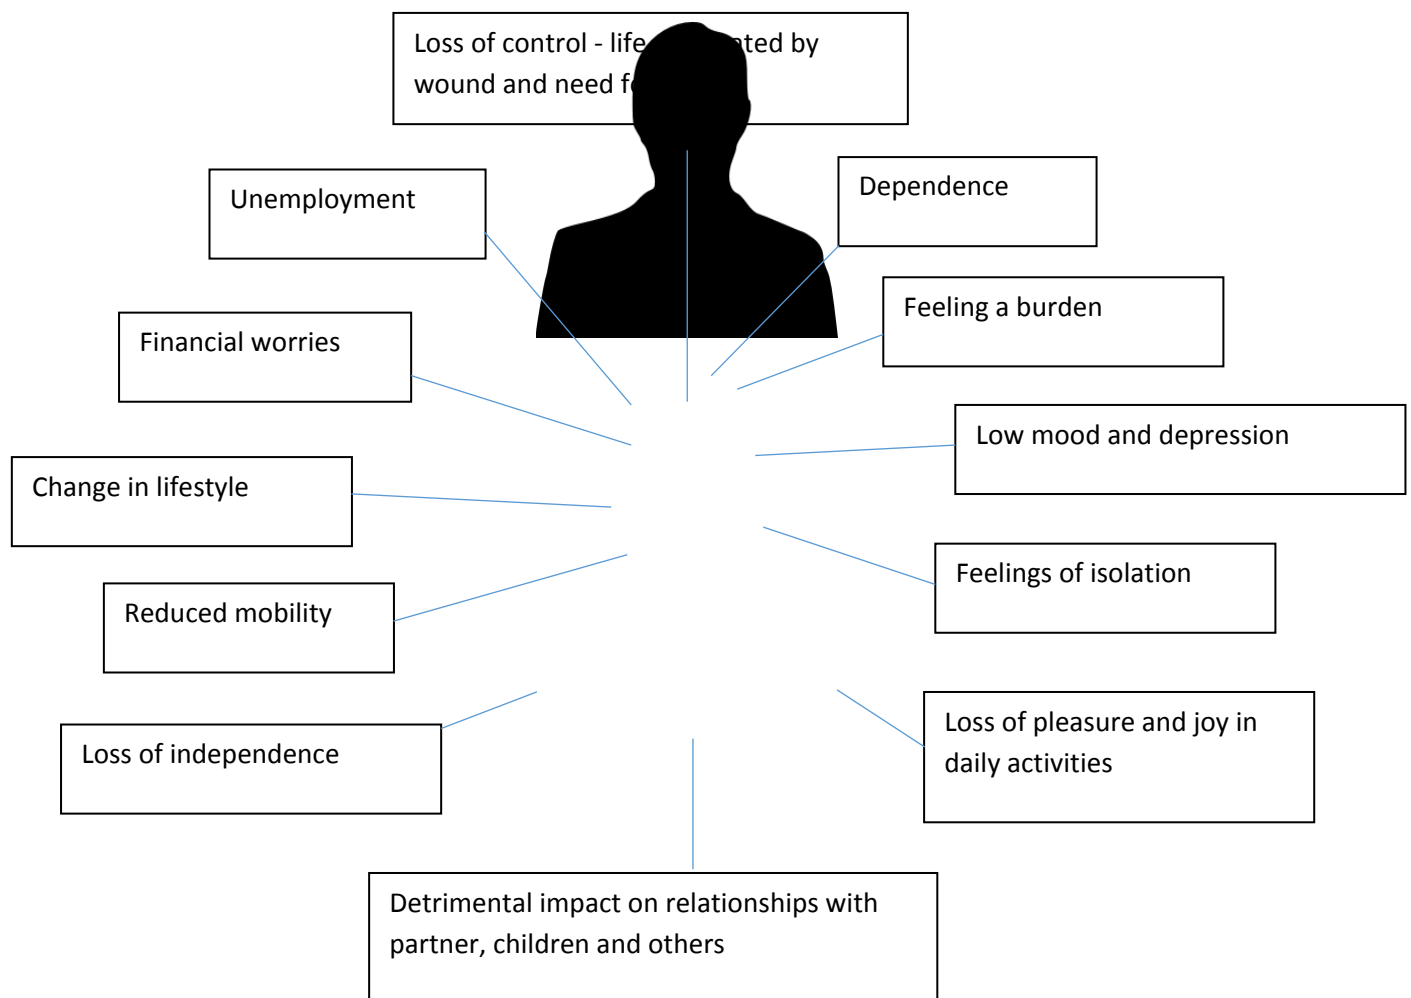 Loss of control - life ated by
wound and need
Unemployment
Dependence
Feeling a burden
Financial worries
Low mood and depression
Change in lifestyle
Feelings of isolation
Reduced mobility
Loss of pleasure and joy in
daily activities
Loss of independence
Detrimental impact on relationships with
partner, children and others